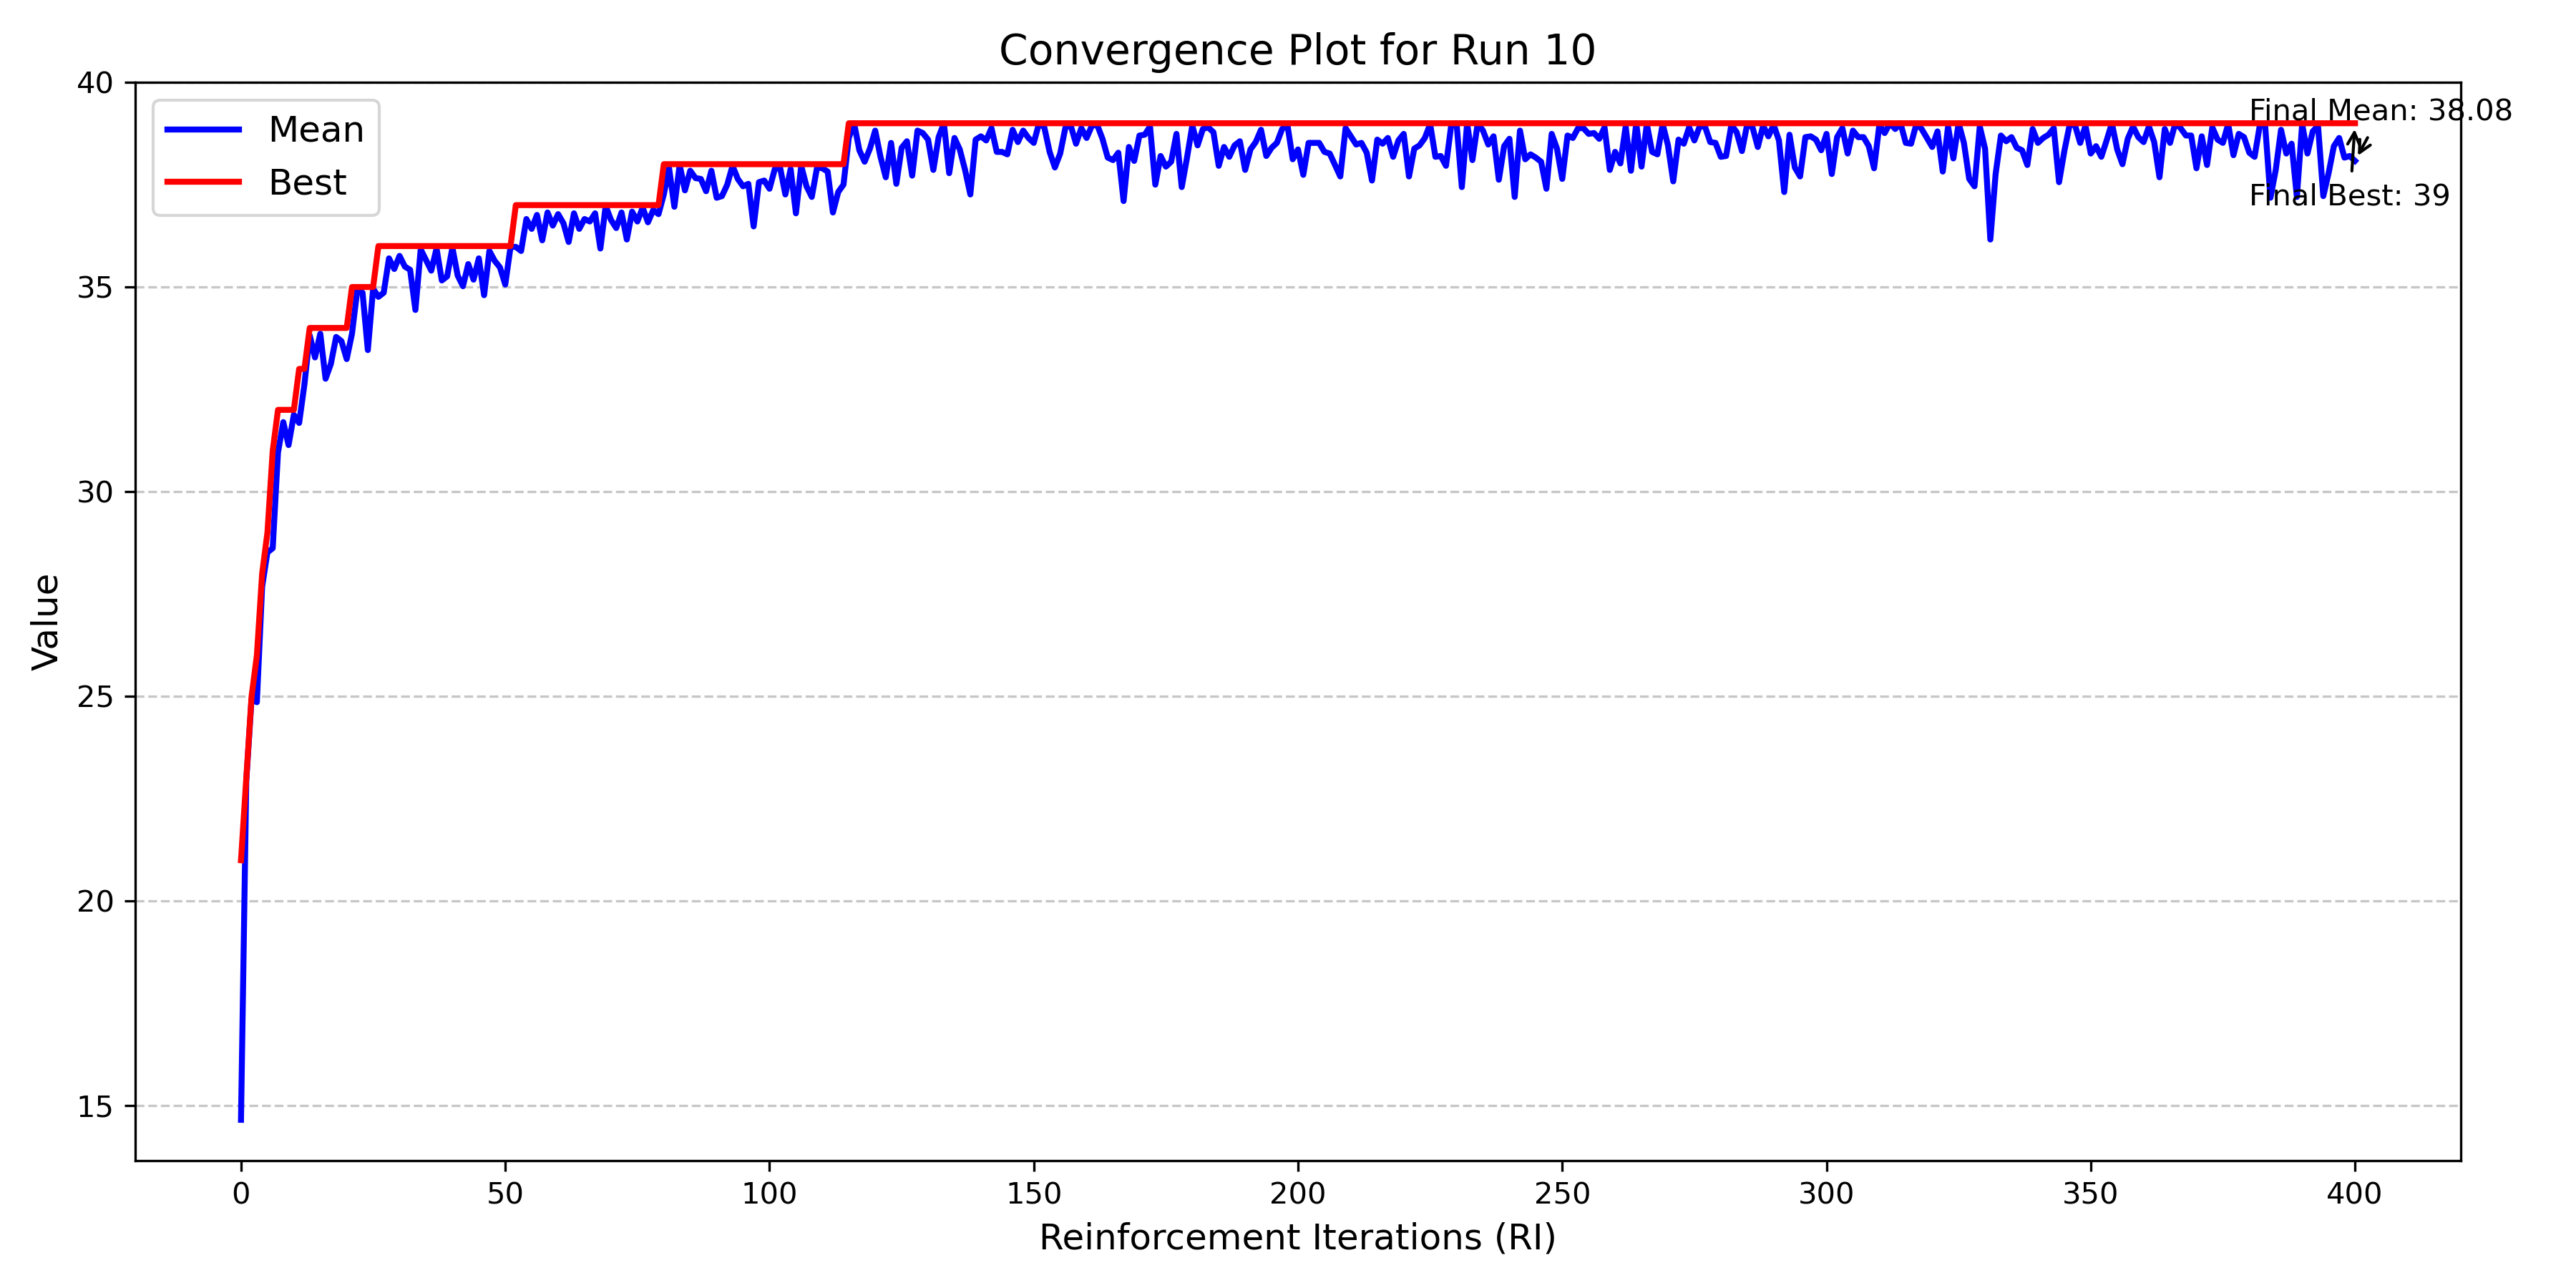 Convergence Plot for Run 10
Mean
Best
Final Mean: 38.08
Final Best: 39
Value
40
35
30
25
20
15
0 50 100 150 200 250 300 350 400
Reinforcement Iterations (RI)